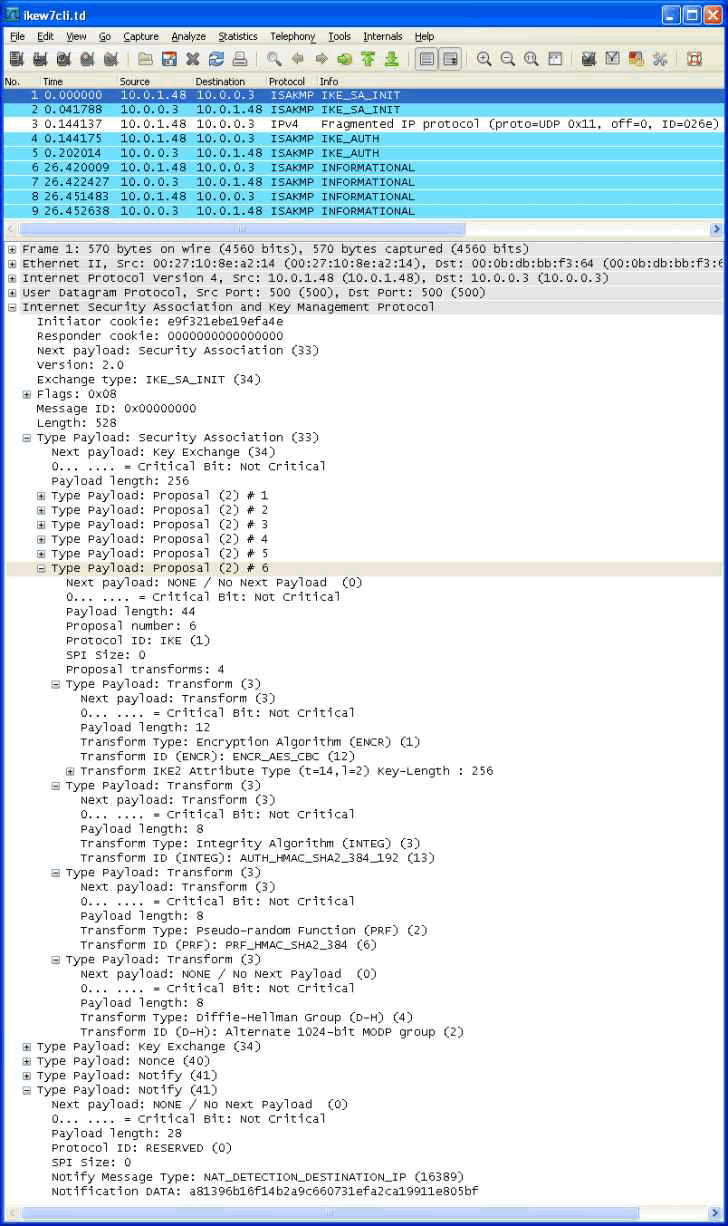 ikew7cli.td
File Edit View Go Capture Analyze Statistics Telephony Tools Internals Help
No. Time Source Destination Protocol Info
1 0.000000 10.0.1.48 10.0.0.3 ISAKMP IKE_SA_INIT
2 0.041788 10.0.0.3 10.0.1.48 ISAKMP IKE_SA_INIT
3 0.144137 10.0.1.48 10.0.0.3 IPv4 Fragmented IP protocol (proto=UDP 0x11, off=0, ID=026e)
4 0.144175 10.0.1.48 10.0.0.3 ISAKMP IKE_AUTH
5 0.202014 10.0.0.3 10.0.1.48 ISAKMP IKE_AUTH
6 26.420009 10.0.1.48 10.0.0.3 ISAKMP INFORMATIONAL
7 26.422427 10.0.0.3 10.0.1.48 ISAKMP INFORMATIONAL
8 26.451483 10.0.1.48 10.0.0.3 ISAKMP INFORMATIONAL
9 26.452638 10.0.0.3 10.0.1.48 ISAKMP INFORMATIONAL
Frame 1: 570 bytes on wire (4560 bits), 570 bytes captured (4560 bits)
Ethernet II, Src: 00:27:10:8e:a2:14 (00:27:10:8e:a2:14), Dst: 00:0b:db:bb:f3:64 (00:0b:db:bb:f3:6
Internet Protocol Version 4, Src: 10.0.1.48 (10.0.1.48), Dst: 10.0.0.3 (10.0.0.3)
User Datagram Protocol, Src Port: 500 (500), Dst Port: 500 (500)
Internet Security Association and Key Management Protocol
Initiator cookie: e9f321ebe19efa4e
Responder cookie: 0000000000000000
Next payload: Security Association (33)
Version: 2.0
Exchange type: IKE_SA_INIT (34)
Flags: 0x08
Message ID: 0x00000000
Length: 528
Type Payload: Security Association (33)
Next payload: Key Exchange (34)
0... .... = Critical Bit: Not Critical
Payload length: 256
Type Payload: Proposal (2) # 1
Type Payload: Proposal (2) # 2
Type Payload: Proposal (2) # 3
Type Payload: Proposal (2) # 4
Type Payload: Proposal (2) # 5
Type Payload: Proposal (2) # 6
Next payload: NONE / No Next Payload (0)
0... .... = Critical Bit: Not Critical
Payload length: 44
Proposal number: 6
Protocol ID: IKE (1)
SPI Size: 0
Proposal transforms: 4
Type Payload: Transform (3)
Next payload: Transform (3)
0... .... = Critical Bit: Not Critical
Payload length: 12
Transform Type: Encryption Algorithm (ENCR) (1)
Transform ID (ENCR): ENCR_AES_CBC (12)
Transform IKE2 Attribute Type (t=14,l=2) Key-Length : 256
Type Payload: Transform (3)
Next payload: Transform (3)
0... .... = Critical Bit: Not Critical
Payload length: 8
Transform Type: Integrity Algorithm (INTEG) (3)
Transform ID (INTEG): AUTH_HMAC_SHA2_384_192 (13)
Type Payload: Transform (3)
Next payload: Transform (3)
0... .... = Critical Bit: Not Critical
Payload length: 8
Transform Type: Pseudo-random Function (PRF) (2)
Transform ID (PRF): PRF_HMAC_SHA2_384 (6)
Type Payload: Transform (3)
Next payload: NONE / No Next Payload (0)
0... .... = Critical Bit: Not Critical
Payload length: 8
Transform Type: Diffie-Hellman Group (D-H) (4)
Transform ID (D-H): Alternate 1024-bit MODP group (2)
Type Payload: Key Exchange (34)
Type Payload: Nonce (40)
Type Payload: Notify (41)
Type Payload: Notify (41)
Next payload: NONE / No Next Payload (0)
0... .... = Critical Bit: Not Critical
Payload length: 28
Protocol ID: RESERVED (0)
SPI Size: 0
Notify Message Type: NAT_DETECTION_DESTINATION_IP (16389)
Notification DATA: a81396b16f14b2a9c660731efa2ca19911e805bf